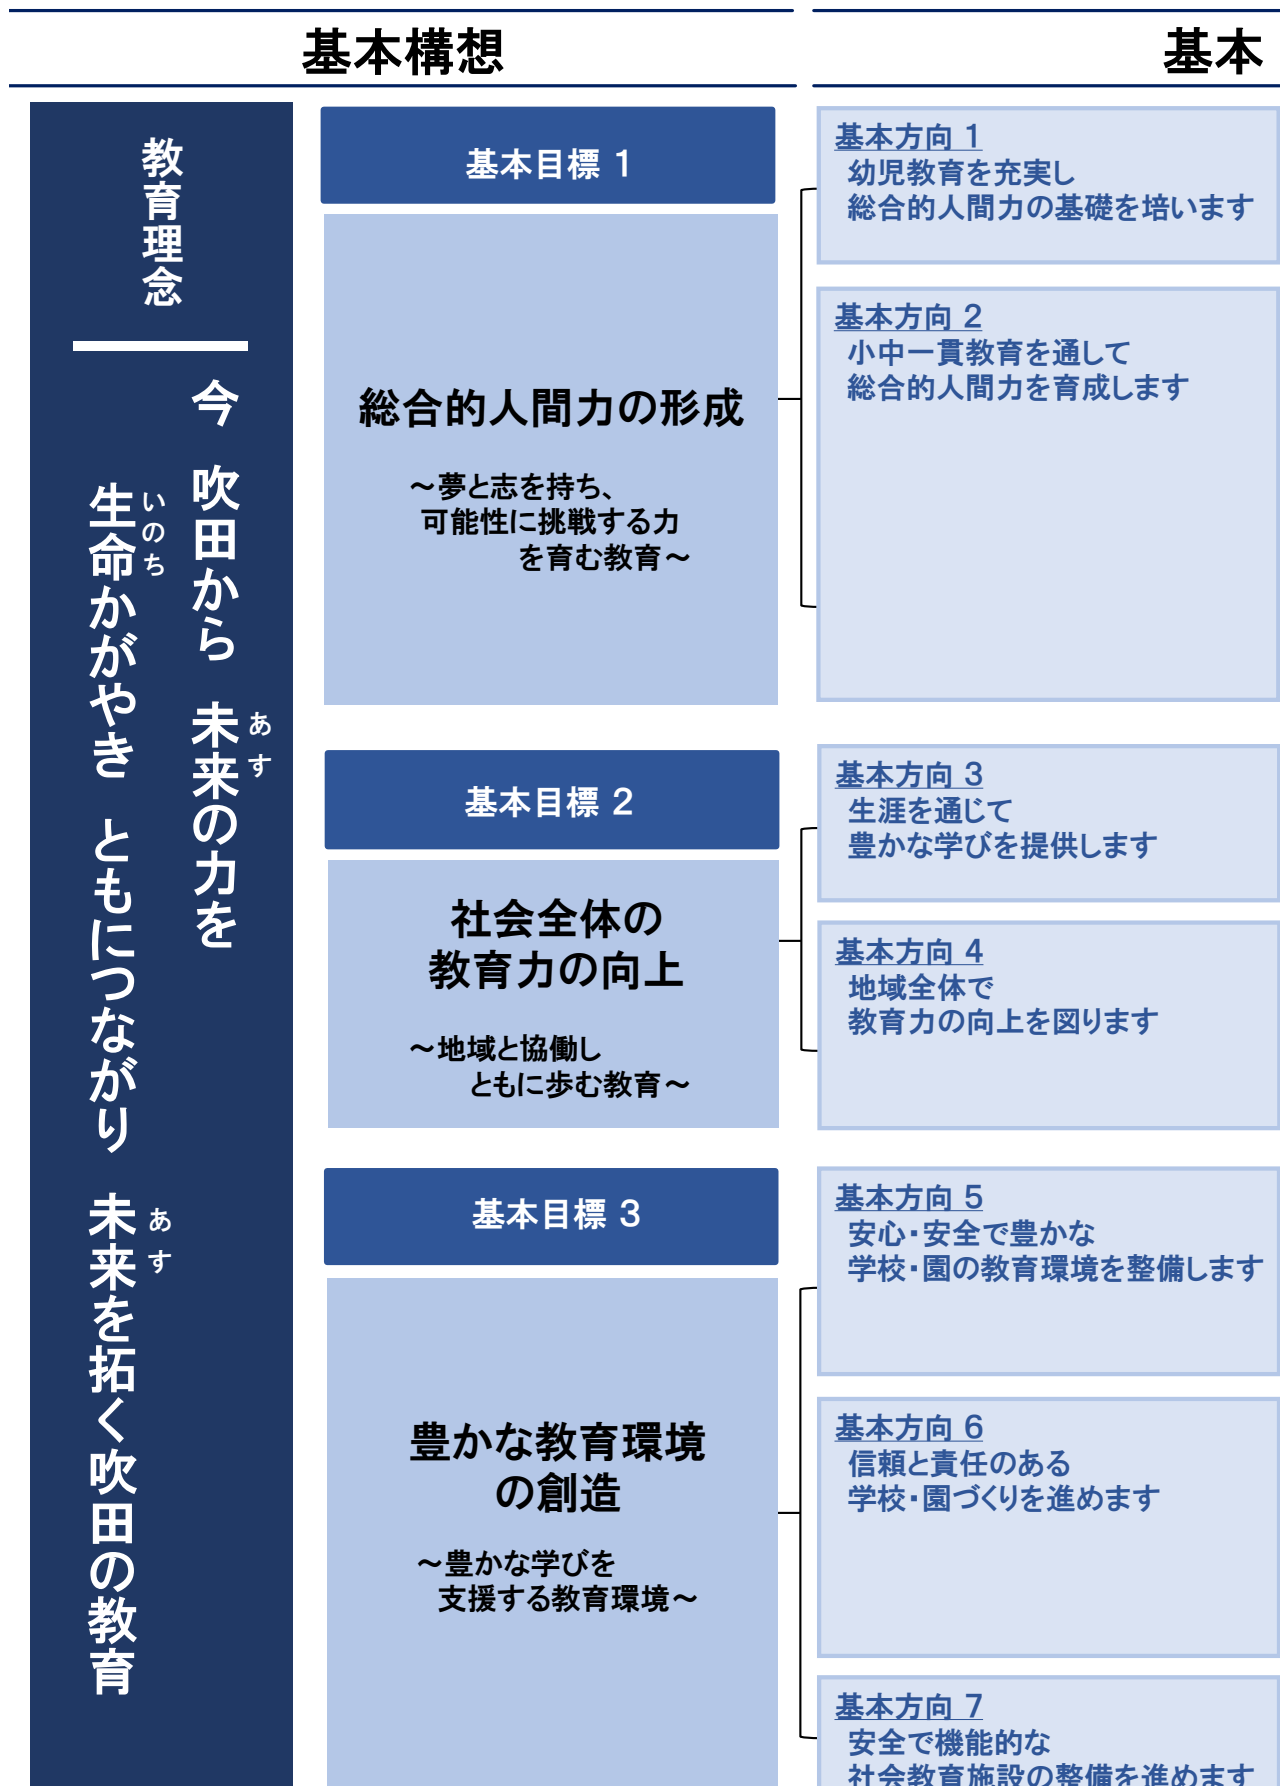 基本構想
基本
教育理念
今 吹田から 未来の力を
あす
生命かがやき ともにつながり 未来を拓く吹田の教育
いのち
あす
基本目標 1
総合的人間力の形成
～夢と志を持ち、
可能性に挑戦する力
を育む教育～
基本方向 1
幼児教育を充実し
総合的人間力の基礎を培います
基本方向 2
小中一貫教育を通して
総合的人間力を育成します
基本目標 2
社会全体の
教育力の向上
～地域と協働し
ともに歩む教育～
基本方向 3
生涯を通じて
豊かな学びを提供します
基本方向 4
地域全体で
教育力の向上を図ります
基本目標 3
豊かな教育環境
の創造
～豊かな学びを
支援する教育環境～
基本方向 5
安心・安全で豊かな
学校・園の教育環境を整備します
基本方向 6
信頼と責任のある
学校・園づくりを進めます
基本方向 7
安全で機能的な
社会教育施設の整備を進めます